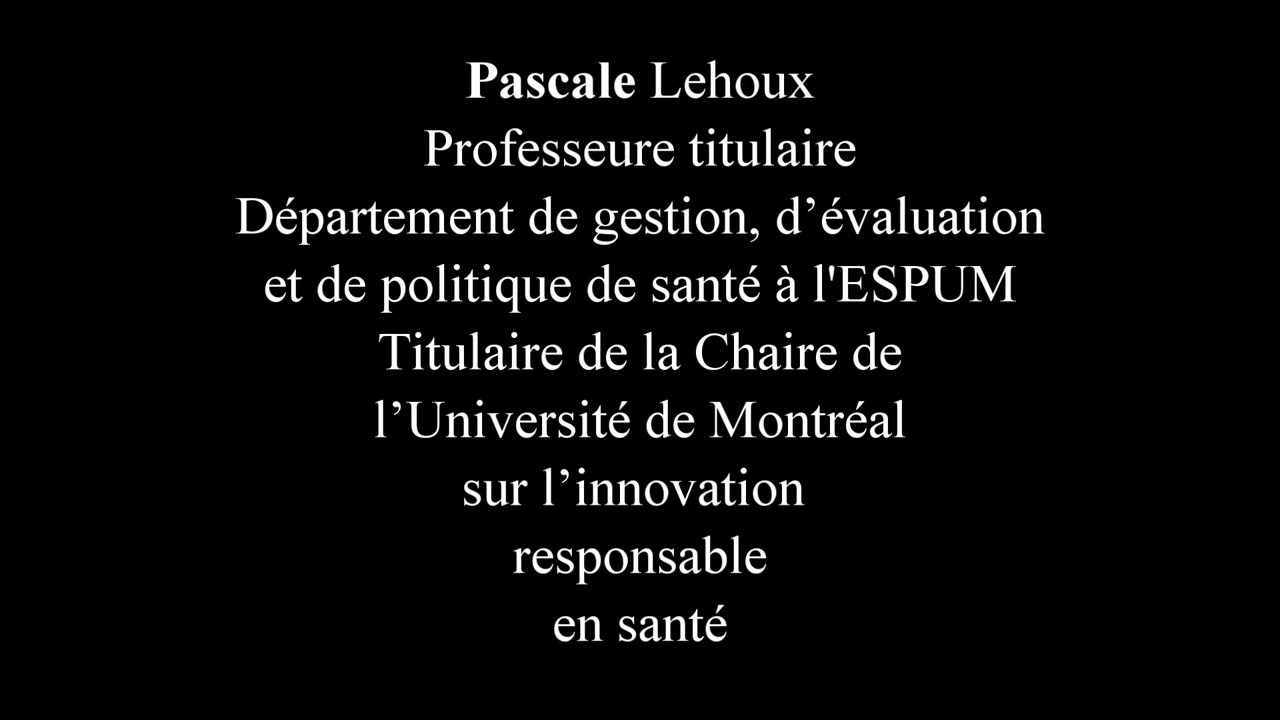 Pascale Lehoux
Professeure titulaire
Département de gestion, d’évaluation
et de politique de santé à l'ESPUM
Titulaire de la Chaire de
l’Université de Montréal
sur l’innovation
responsable
en santé